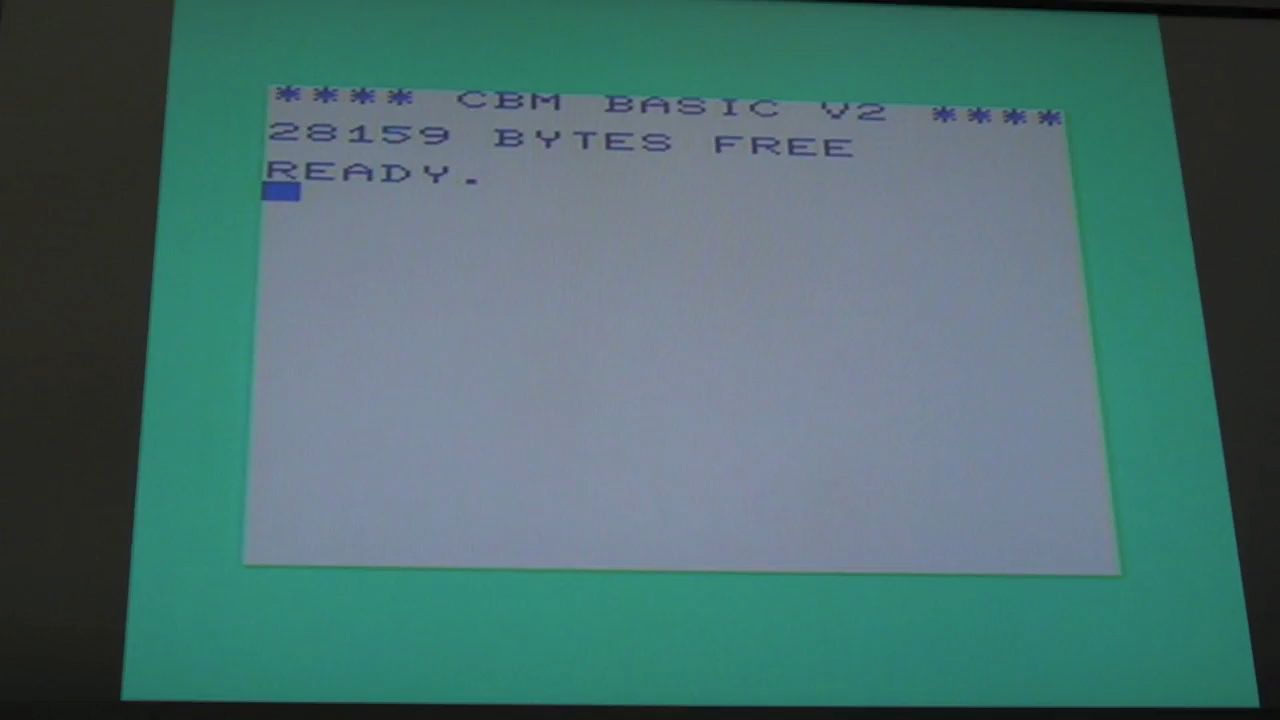 **** CBM BASIC V2 ****
28159 BYTES FREE
READY.